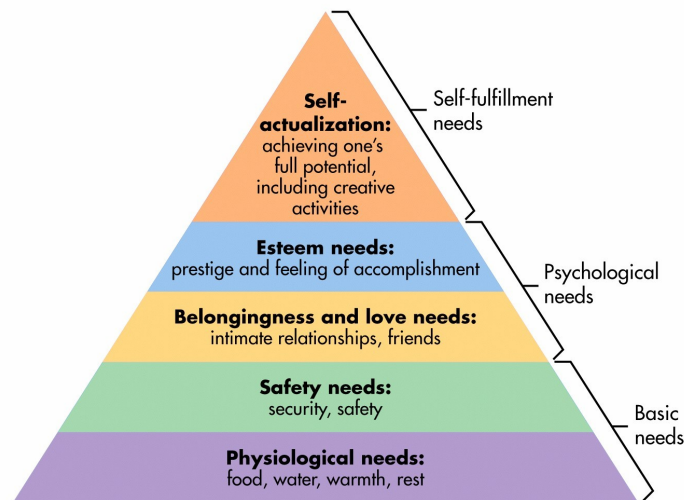 Self-
actualization:
achieving one's
full potential,
including creative
activities
Self-fulfillment
needs
Esteem needs:
prestige and feeling of accomplishment
Psychological
needs
Belongingness and love needs:
intimate relationships, friends
Safety needs:
security, safety
Basic
needs
Physiological needs:
food, water, warmth, rest